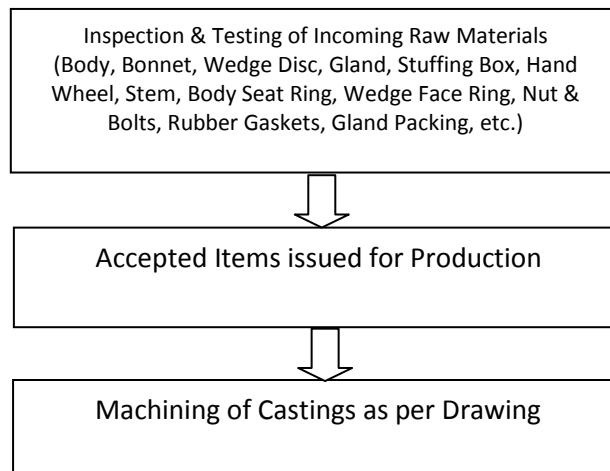 Inspection & Testing of Incoming Raw Materials
(Body, Bonnet, Wedge Disc, Gland, Stuffing Box, Hand
Wheel, Stem, Body Seat Ring, Wedge Face Ring, Nut &
Bolts, Rubber Gaskets, Gland Packing, etc.)
Accepted Items issued for Production
Machining of Castings as per Drawing